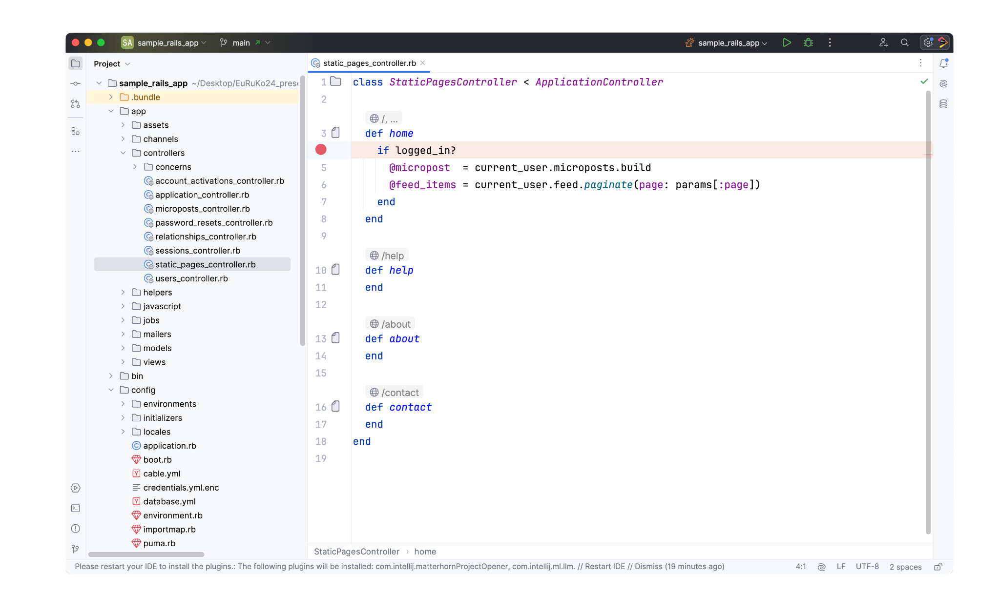 SA sample_rails_app main sample_rails_app
Project
static_pages_controller.rb
sample_rails_app ~/Desktop/EuRuKo24_prese
.bundle
app
assets
channels
controllers
concerns
account_activations_controller.rb
application_controller.rb
microposts_controller.rb
password_resets_controller.rb
relationships_controller.rb
sessions_controller.rb
static_pages_controller.rb
users_controller.rb
helpers
javascript
jobs
mailers
models
views
bin
config
environments
initializers
locales
application.rb
boot.rb
cable.yml
credentials.yml.enc
database.yml
environment.rb
importmap.rb
puma.rb
1 class StaticPagesController < ApplicationController
2
/, ...
3 def home
if logged_in?
5 @micropost  = current_user.microposts.build
6 @feed_items = current_user.feed.paginate(page: params[:page])
7 end
8 end
9
/help
10 def help
11 end
12
/about
13 def about
14 end
15
/contact
16 def contact
17 end
18 end
19
StaticPagesController › home
Please restart your IDE to install the plugins.: The following plugins will be installed: com.intellij.matterhornProjectOpener, com.intellij.ml.llm. // Restart IDE // Dismiss (19 minutes ago) 4:1 LF UTF-8 2 spaces